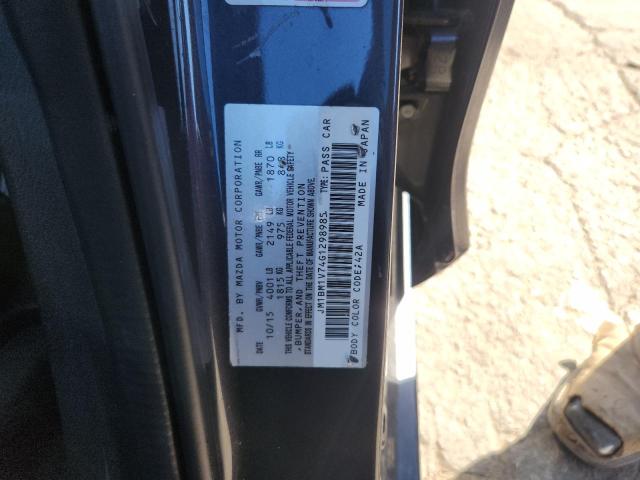 MFD. BY MAZDA MOTOR CORPORATION
DATE GVWR/PNBV GAWR/PNBE GAWR/PNBE RR
10/15 4001 LB 2149 LB 1870 LB
1815 KG 975 KG KG
THIS VEHICLE CONFORMS TO ALL APPLICABLE FEDERAL MOTOR VEHICLE SAFETY
, BUMPER, AND THEFT PREVENTION
STANDARDS IN EFFECT ON THE DATE OF MANUFACTURE SHOWN ABOVE.
JM1BM1V74G1298985 TYPE: PASS CAR
BODY COLOR CODE;42A MADE IN JAPAN